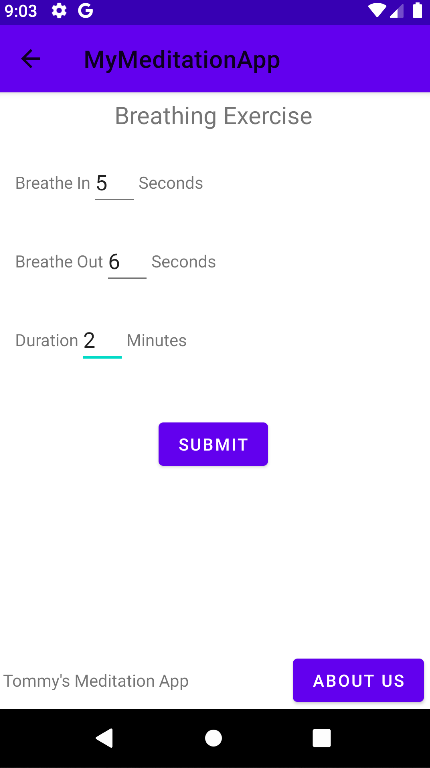 9:03
MyMeditationApp
Breathing Exercise
Breathe In 5 Seconds
Breathe Out 6 Seconds
Duration 2 Minutes
SUBMIT
Tommy's Meditation App ABOUT US